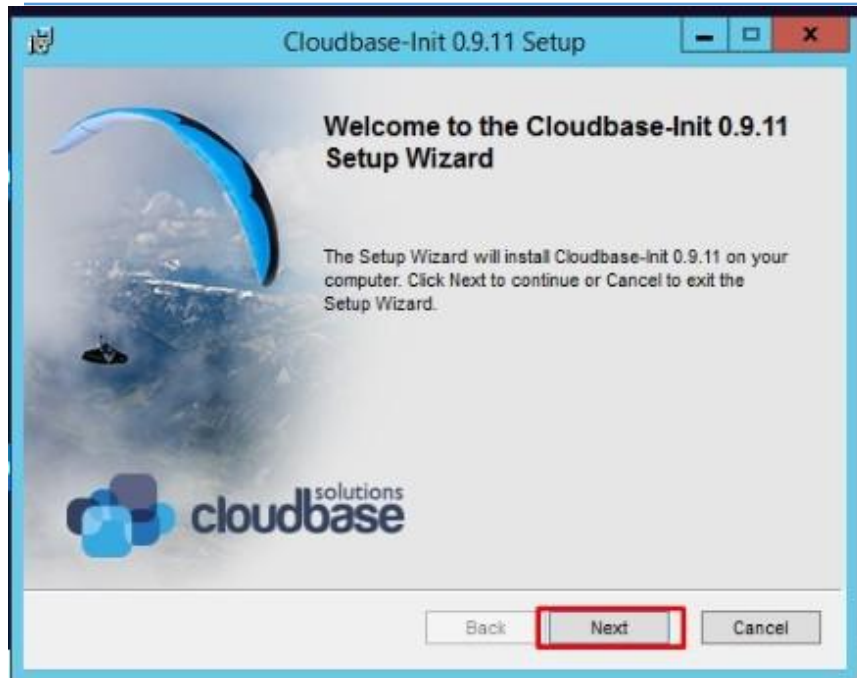 Cloudbase-Init 0.9.11 Setup
Welcome to the Cloudbase-Init 0.9.11
Setup Wizard
The Setup Wizard will install Cloudbase-Init 0.9.11 on your
computer. Click Next to continue or Cancel to exit the
Setup Wizard.
solutions
cloudbase
Back
Next
Cancel